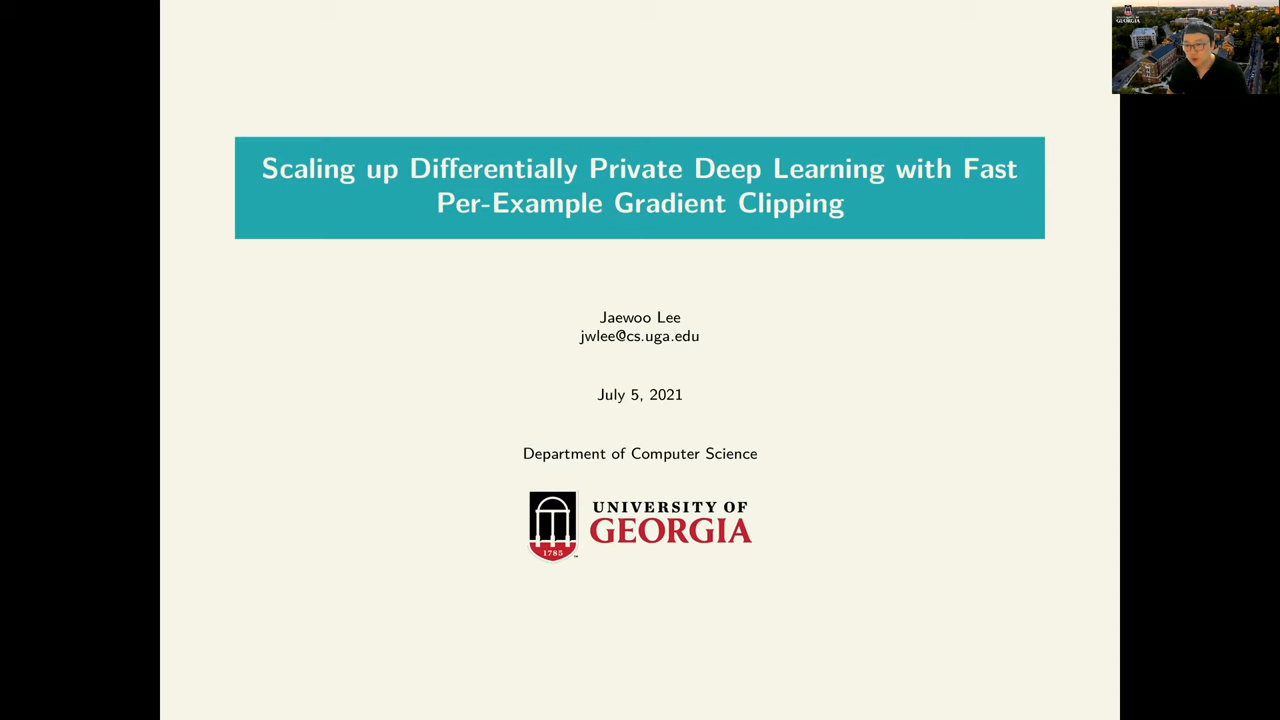 Scaling up Differentially Private Deep Learning with Fast
Per-Example Gradient Clipping
Jaewoo Lee
jwlee@cs.uga.edu
July 5, 2021
Department of Computer Science
UNIVERSITY OF
GEORGIA
1785
GEORGIA